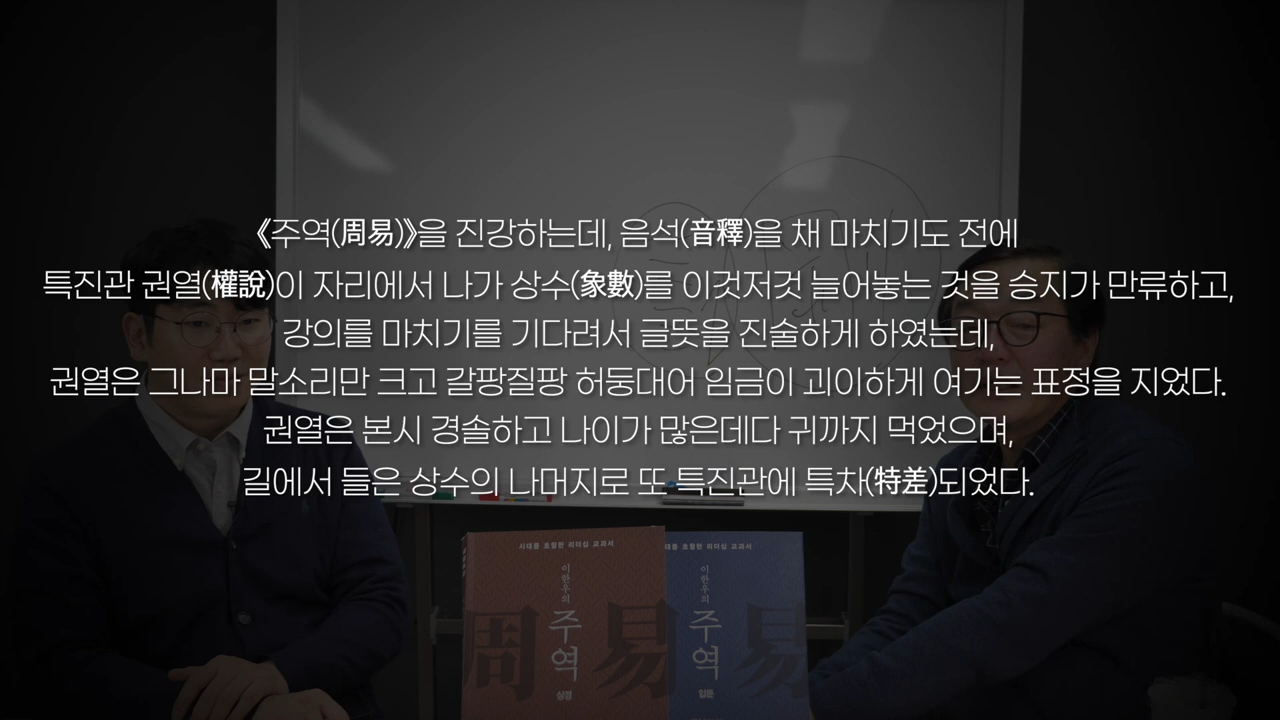 《주역(周易)》을 진강하는데, 음석(音釋)을 채 마치기도 전에
특진관 권열(權說)이 자리에서 나가 상수(象數)를 이것저것 늘어놓는 것을 승지가 만류하고,
강의를 마치기를 기다려서 글뜻을 진술하게 하였는데,
권열은 그나마 말소리만 크고 갈팡질팡 허둥대어 임금이 괴이하게 여기는 표정을 지었다.
권열은 본시 경솔하고 나이가 많은데다 귀까지 먹었으며,
길에서 들은 상수의 나머지로 또 특진관에 특차(特差)되었다.
시대를 초월한 리더십 교과서
이한우의
주역
周易
상경
대를 초월한 리더십 교과서
이한우의
주역
易
입문